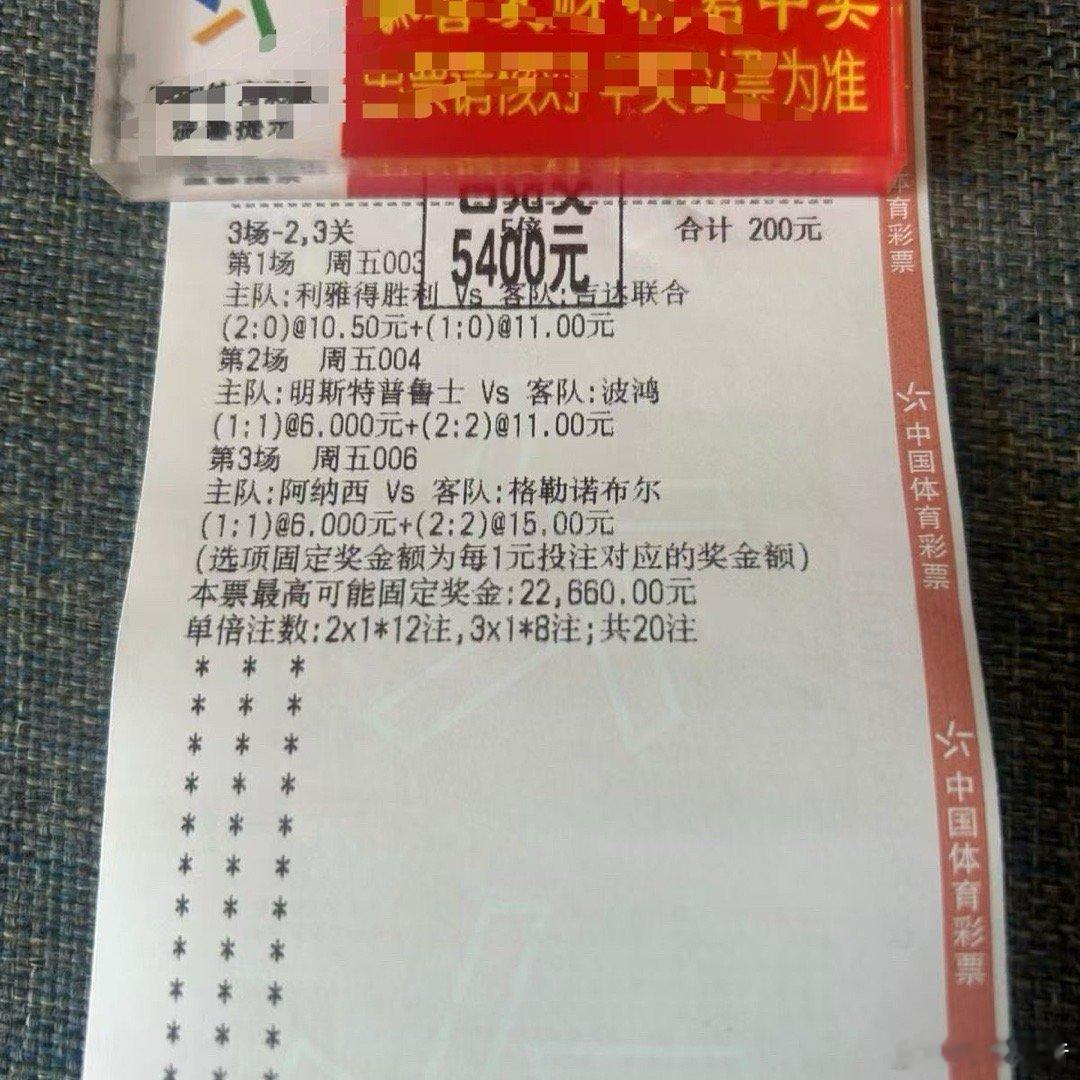 票为准
3场-2,3关 5倍 合计 200元
5400元
第1场 周五003
主队:利雅得胜利 Vs 客队:吉达联合
(2:0)@10.50元+(1:0)@11.00元
第2场 周五004
主队:明斯特普鲁士 Vs 客队:波鸿
(1:1)@6.000元+(2:2)@11.00元
第3场 周五006
主队:阿纳西 Vs 客队:格勒诺布尔
(1:1)@6.000元+(2:2)@15.00元
(选项固定奖金额为每1元投注对应的奖金额)
本票最高可能固定奖金:22,660.00元
单倍注数:2x1*12注,3x1*8注;共20注
* * *
* * *
* * *
* * *
* * *
* * *
* * *
* * *
* * *
* * *
* * *
体育彩票
中国体育彩票
中国体育彩票